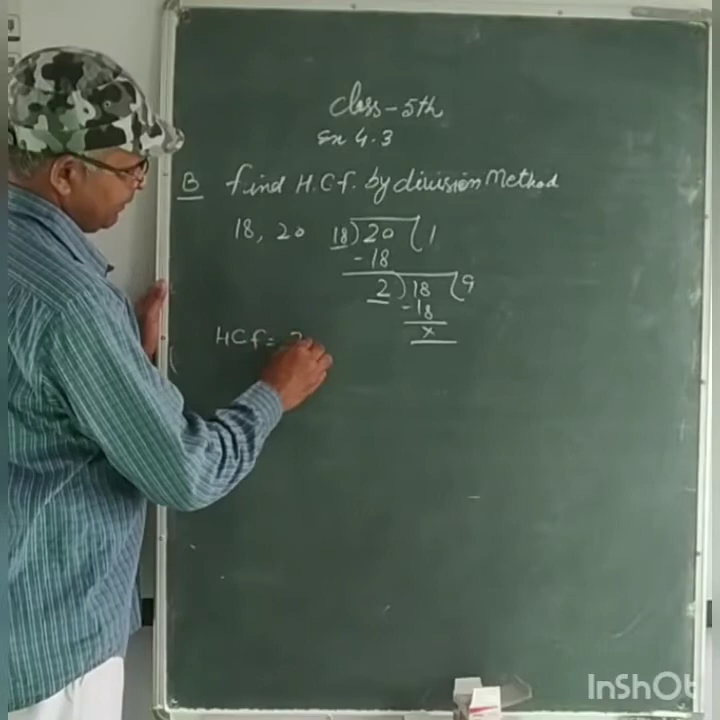 Class-5th
Ex 4.3
B find H.C.f. by division Method
18, 20 18) 20 ( 1
-18
2) 18 ( 9
-18
x
HCf = 2
InShOt